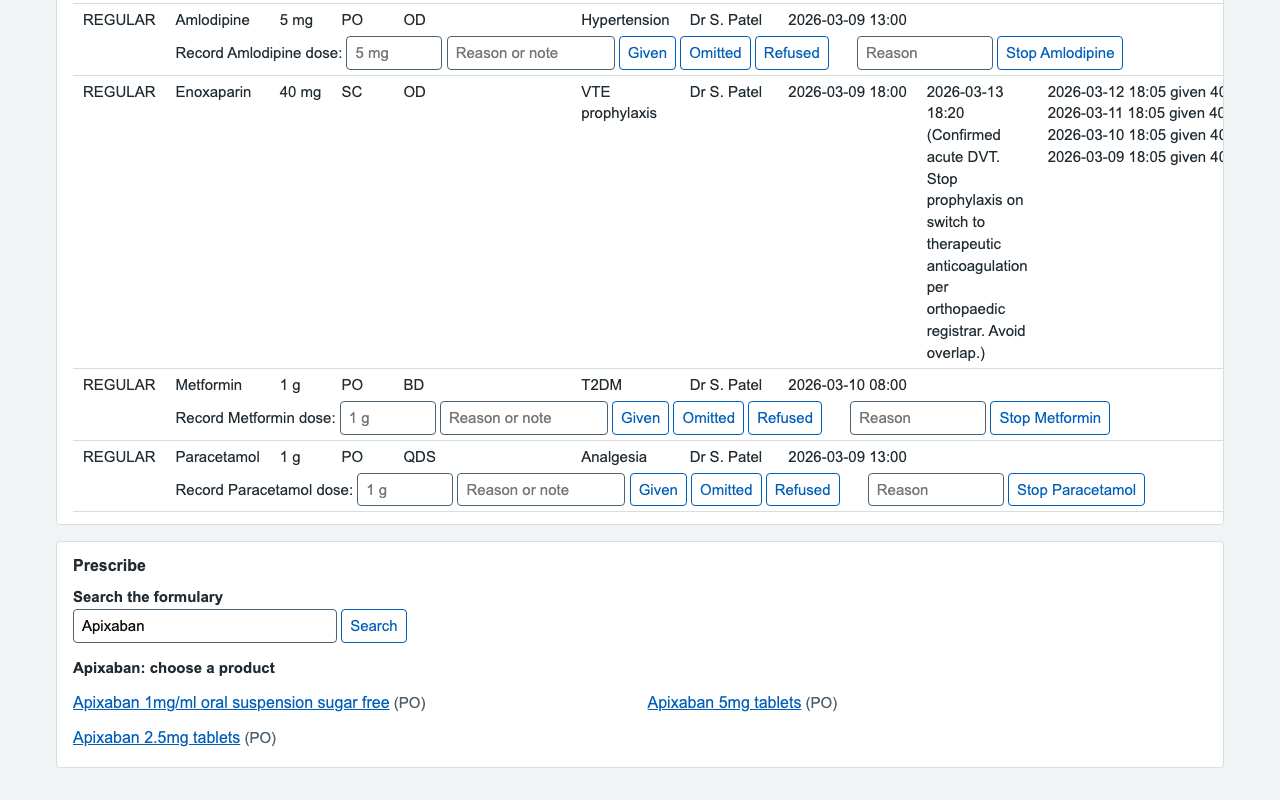 REGULAR Amlodipine 5 mg PO OD Hypertension Dr S. Patel 2026-03-09 13:00
Record Amlodipine dose: 5 mg Reason or note Given Omitted Refused Reason Stop Amlodipine
REGULAR Enoxaparin 40 mg SC OD VTE prophylaxis Dr S. Patel 2026-03-09 18:00
2026-03-13
18:20
(Confirmed
acute DVT.
Stop
prophylaxis on
switch to
therapeutic
anticoagulation
per
orthopaedic
registrar. Avoid
overlap.)
2026-03-12 18:05 given 40
2026-03-11 18:05 given 40
2026-03-10 18:05 given 40
2026-03-09 18:05 given 40
REGULAR Metformin 1 g PO BD T2DM Dr S. Patel 2026-03-10 08:00
Record Metformin dose: 1 g Reason or note Given Omitted Refused Reason Stop Metformin
REGULAR Paracetamol 1 g PO QDS Analgesia Dr S. Patel 2026-03-09 13:00
Record Paracetamol dose: 1 g Reason or note Given Omitted Refused Reason Stop Paracetamol
Prescribe
Search the formulary
Apixaban Search
Apixaban: choose a product
Apixaban 1mg/ml oral suspension sugar free (PO) Apixaban 5mg tablets (PO)
Apixaban 2.5mg tablets (PO)